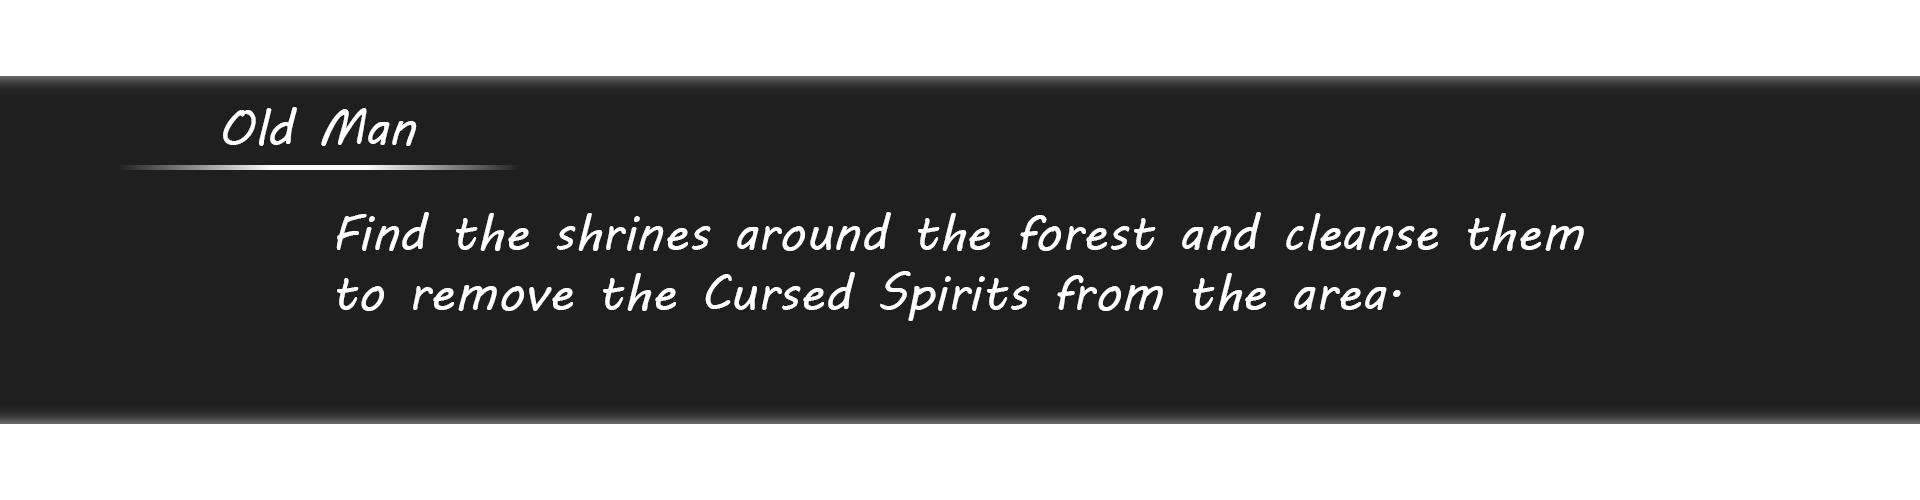 Old Man
Find the shrines around the forest and cleanse them
to remove the Cursed Spirits from the area.